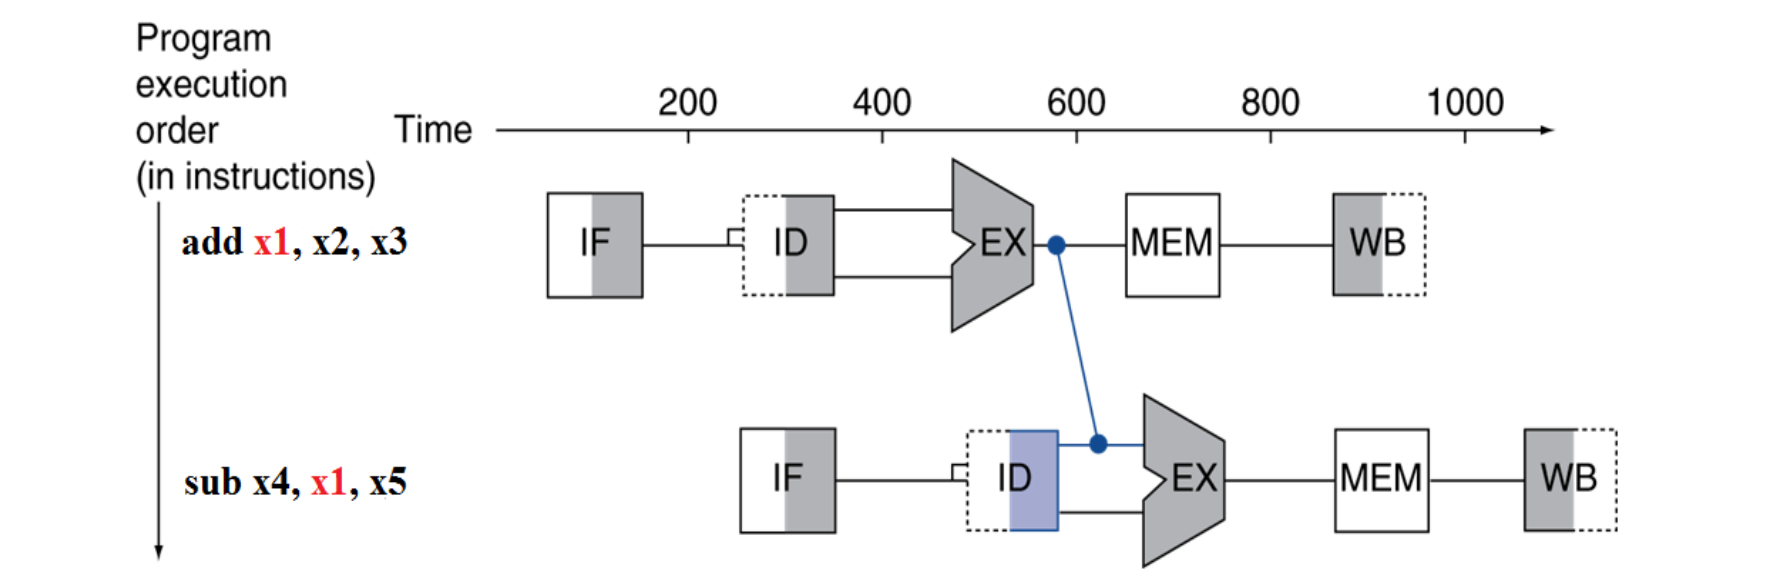 Program
execution
order
(in instructions)
Time
200 400 600 800 1000
add x1, x2, x3
IF ID EX MEM WB
sub x4, x1, x5
IF ID EX MEM WB